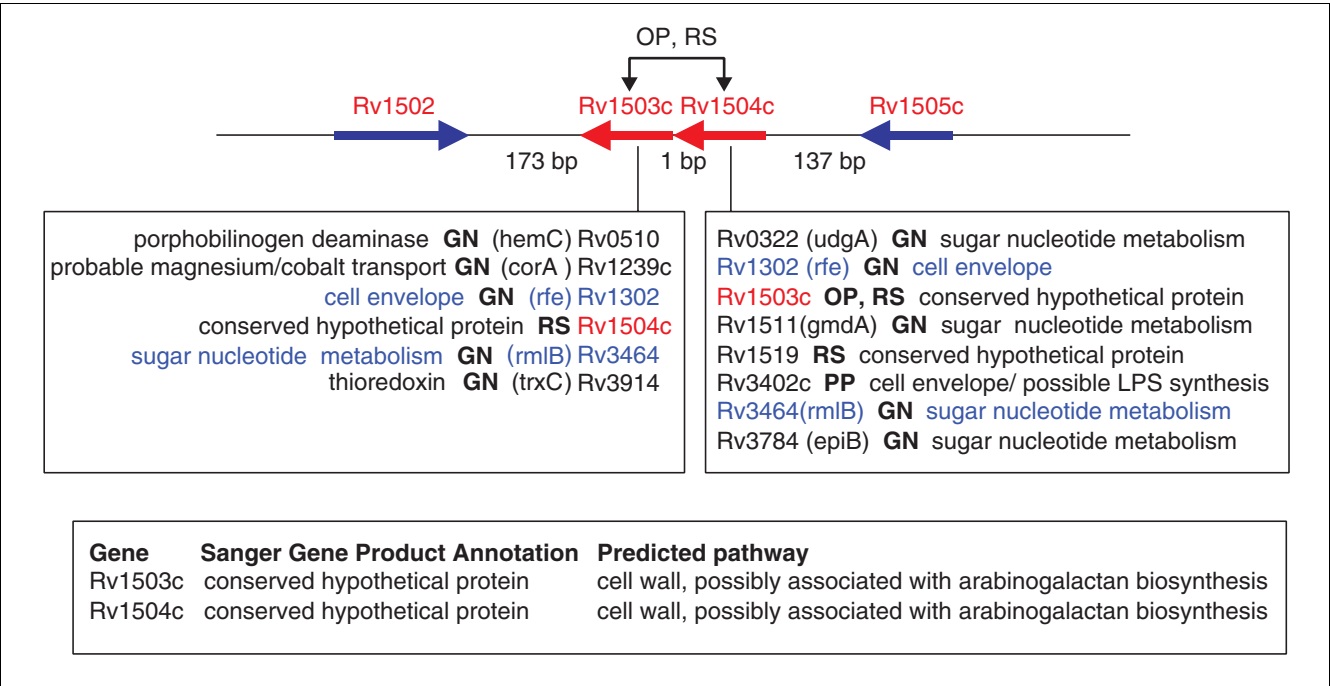 OP, RS
Rv1502 Rv1503c Rv1504c Rv1505c
173 bp 1 bp 137 bp
porphobilinogen deaminase GN (hemC) Rv0510
probable magnesium/cobalt transport GN (corA ) Rv1239c
cell envelope GN (rfe) Rv1302
conserved hypothetical protein RS Rv1504c
sugar nucleotide metabolism GN (rmlB) Rv3464
thioredoxin GN (trxC) Rv3914
Rv0322 (udgA) GN sugar nucleotide metabolism
Rv1302 (rfe) GN cell envelope
Rv1503c OP, RS conserved hypothetical protein
Rv1511(gmdA) GN sugar nucleotide metabolism
Rv1519 RS conserved hypothetical protein
Rv3402c PP cell envelope/ possible LPS synthesis
Rv3464(rmlB) GN sugar nucleotide metabolism
Rv3784 (epiB) GN sugar nucleotide metabolism
Gene Sanger Gene Product Annotation Predicted pathway
Rv1503c conserved hypothetical protein cell wall, possibly associated with arabinogalactan biosynthesis
Rv1504c conserved hypothetical protein cell wall, possibly associated with arabinogalactan biosynthesis